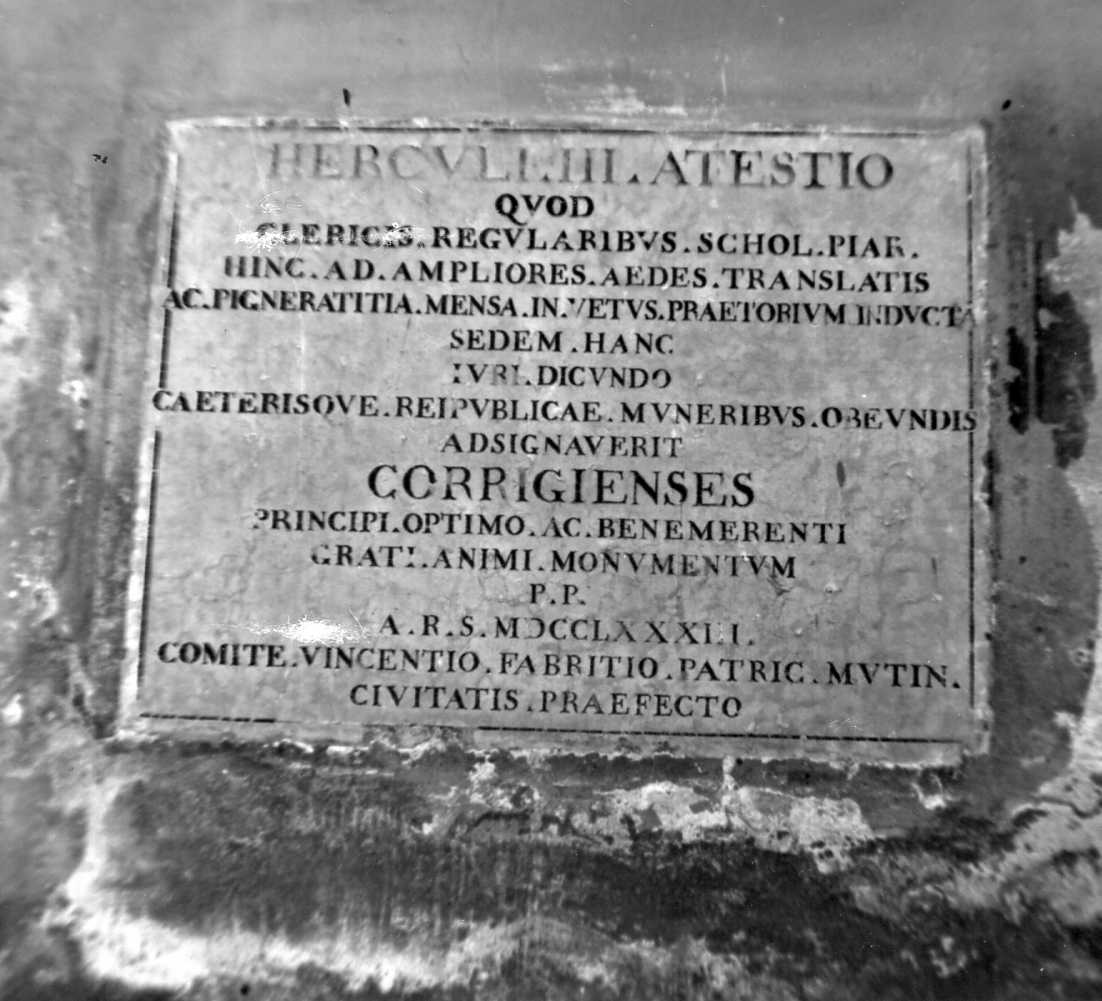 HERCVLI.III.ATESTIO
QVOD
CLERICIS.REGVLARIBVS.SCHOL.PIAR.
HINC.AD.AMPLIORES.AEDES.TRANSLATIS
AC.PIGNERATITIA.MENSA.IN.VETVS.PRAETORIVM INDVCTA
SEDEM.HANC
IVRI.DICVNDO
CAETERISQVE.REIPVBLICAE.MVNERIBVS.OBEVNDIS
ADSIGNAVERIT
CORRIGIENSES
PRINCIPI.OPTIMO.AC.BENEMERENTI
GRATI.ANIMI.MONVMENTVM
P.P.
A.R.S.MDCCLXXXIII.
COMITE.VINCENTIO.FABRITIO.PATRIC.MVTIN.
CIVITATIS.PRAEFECTO